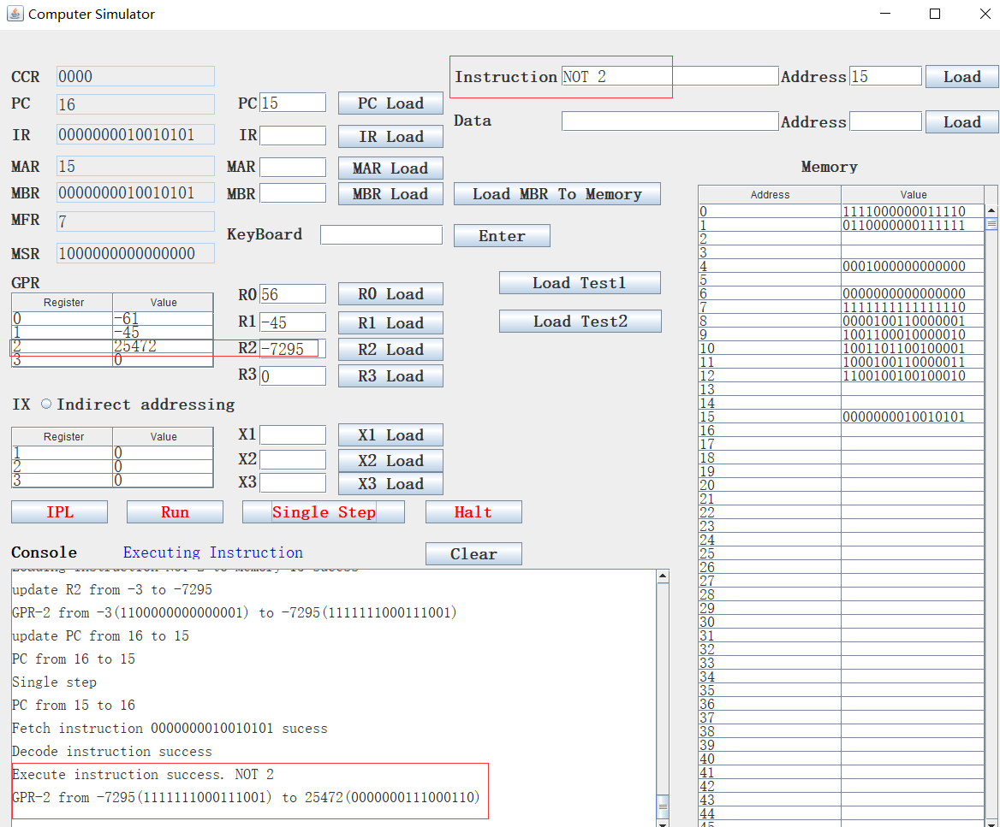 Computer Simulator
CCR 0000
Instruction NOT 2 Address 15 Load
PC 16 PC 15 PC Load
Data Address Load
IR 0000000010010101 IR IR Load
MAR 15 MAR MAR Load
Memory
MBR 0000000010010101 MBR MBR Load Load MBR To Memory
MFR 7
KeyBoard Enter
MSR 1000000000000000
GPR
Load Test1
Register Value
0 -61
1 -45
2 25472
3 0
R0 56 R0 Load
R1 -45 R1 Load
Load Test2
R2 -7295 R2 Load
R3 0 R3 Load
IX Indirect addressing
Register Value
1 0
2 0
3 0
X1 X1 Load
X2 X2 Load
X3 X3 Load
IPL Run Single Step Halt
Console Executing Instruction Clear
Loading instruction NOT 2 to memory 15 sucess
update R2 from -3 to -7295
GPR-2 from -3(1100000000000001) to -7295(1111111000111001)
update PC from 16 to 15
PC from 16 to 15
Single step
PC from 15 to 16
Fetch instruction 0000000010010101 sucess
Decode instruction success
Execute instruction success. NOT 2
GPR-2 from -7295(1111111000111001) to 25472(0000000111000110)
Address Value
0 1111000000011110
1 0110000000111111
2
3
4 0001000000000000
5
6 0000000000000000
7 1111111111111110
8 0000100110000001
9 1001100010000010
10 1001101100100001
11 1000100110000011
12 1100100100100010
13
14
15 0000000010010101
16
17
18
19
20
21
22
23
24
25
26
27
28
29
30
31
32
33
34
35
36
37
38
39
40
41
42
43
44
45